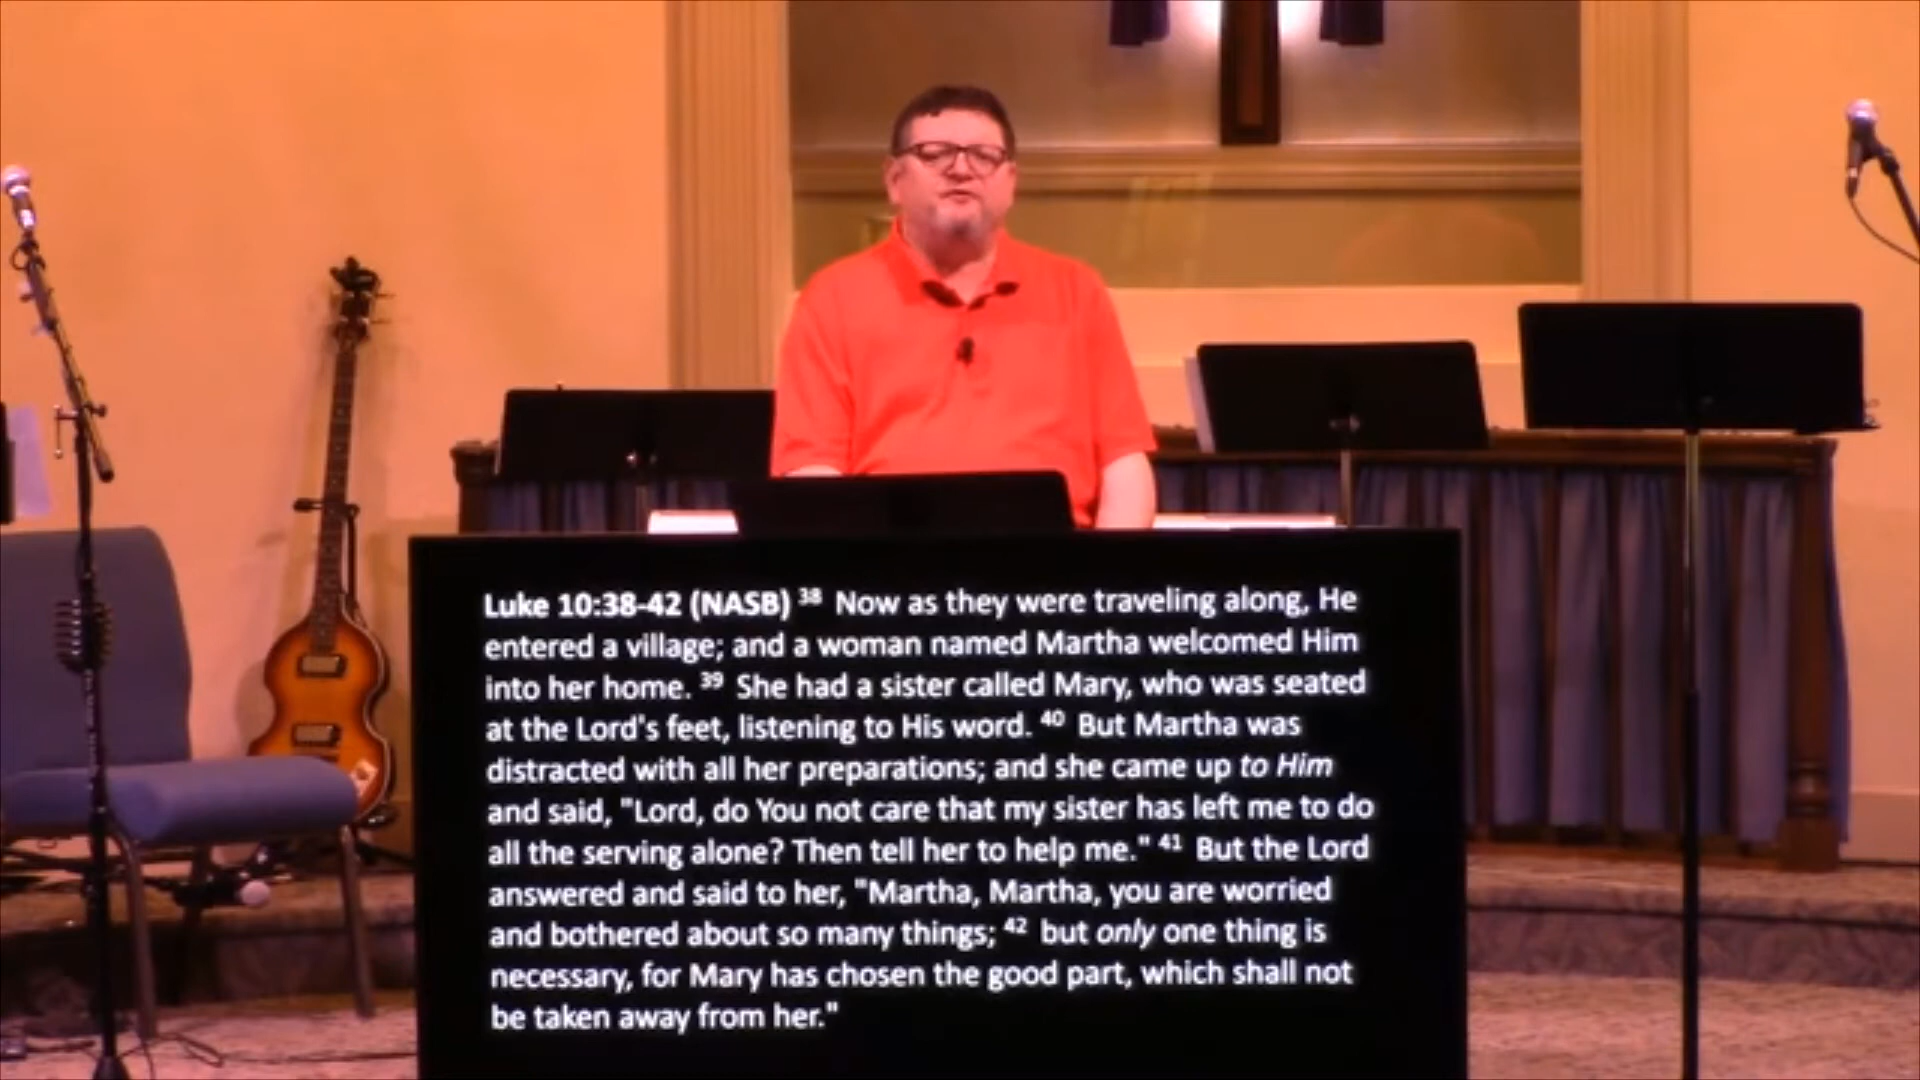 Luke 10:38-42 (NASB) 38 Now as they were traveling along, He
entered a village; and a woman named Martha welcomed Him
into her home. 39 She had a sister called Mary, who was seated
at the Lord's feet, listening to His word. 40 But Martha was
distracted with all her preparations; and she came up to Him
and said, "Lord, do You not care that my sister has left me to do
all the serving alone? Then tell her to help me." 41 But the Lord
answered and said to her, "Martha, Martha, you are worried
and bothered about so many things; 42 but only one thing is
necessary, for Mary has chosen the good part, which shall not
be taken away from her."